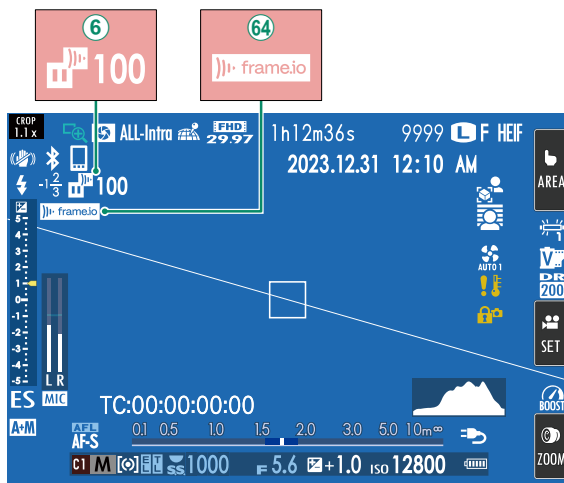 6
64
100
frame.io
CROP
1.1 x
ALL-Intra
FHD
29.97
1h12m36s
9999
L F HEIF
2023.12.31 12:10 AM
-1 2/3
100
frame.io
AREA
AUTO 1
1
V
DR
200
SET
BOOST
ZOOM
5
4
3
2
1
0
-1
-2
-3
-4
-5
L R
ES MIC
TC:00:00:00:00
A+M
AFL
AF-S
0.1 0.5 1.0 1.5 2.0 3.0 5.0 10m ∞
C1 M E L T S.S. 1000 F 5.6 +1.0 ISO 12800